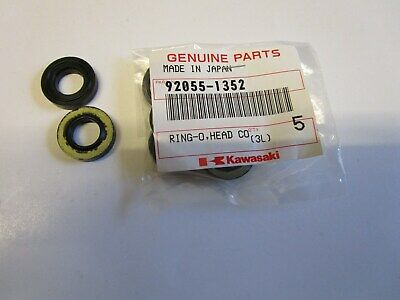 GENUINE PARTS
MADE IN JAPAN
92055-1352
RING-O,HEAD CO
(3L)
5
Kawasaki